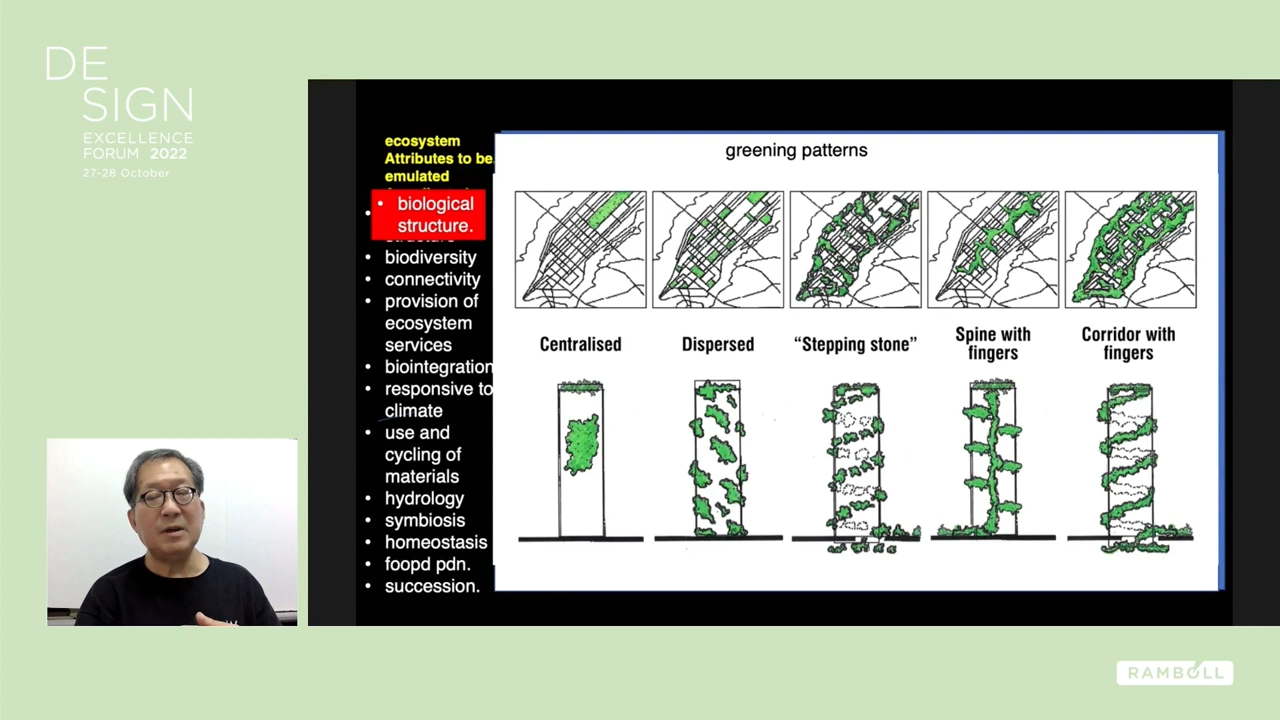 DE
SIGN
EXCELLENCE
FORUM 2022
27-28 October
ecosystem
Attributes to be
emulated
• biological
structure.
structure
• biodiversity
• connectivity
• provision of
ecosystem
services
• biointegration
• responsive to
climate
• use and
cycling of
materials
• hydrology
• symbiosis
• homeostasis
• foopd pdn.
• succession.
greening patterns
Centralised
Dispersed
“Stepping stone”
Spine with
fingers
Corridor with
fingers
RAMBOLL